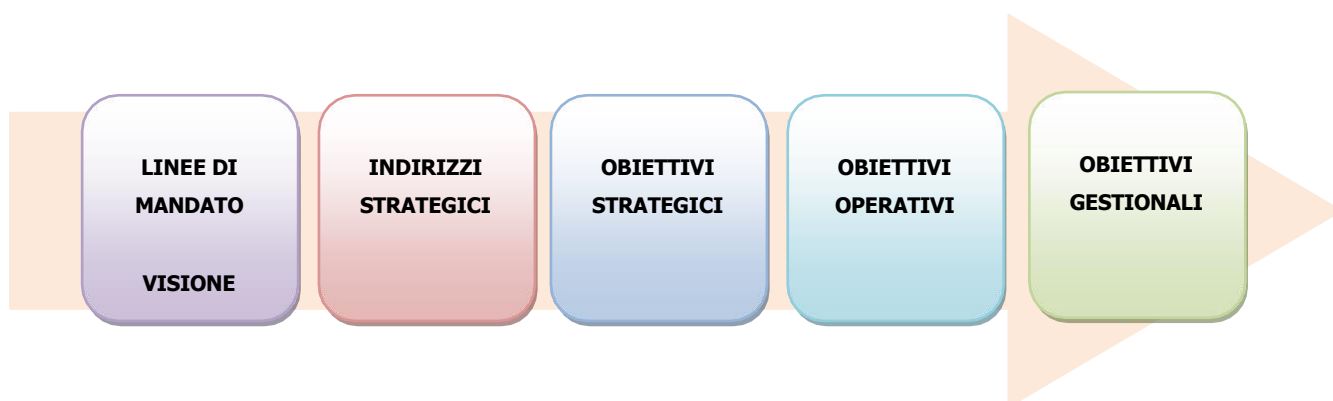 LINEE DI
MANDATO
VISIONE
INDIRIZZI
STRATEGICI
OBIETTIVI
STRATEGICI
OBIETTIVI
OPERATIVI
OBIETTIVI
GESTIONALI